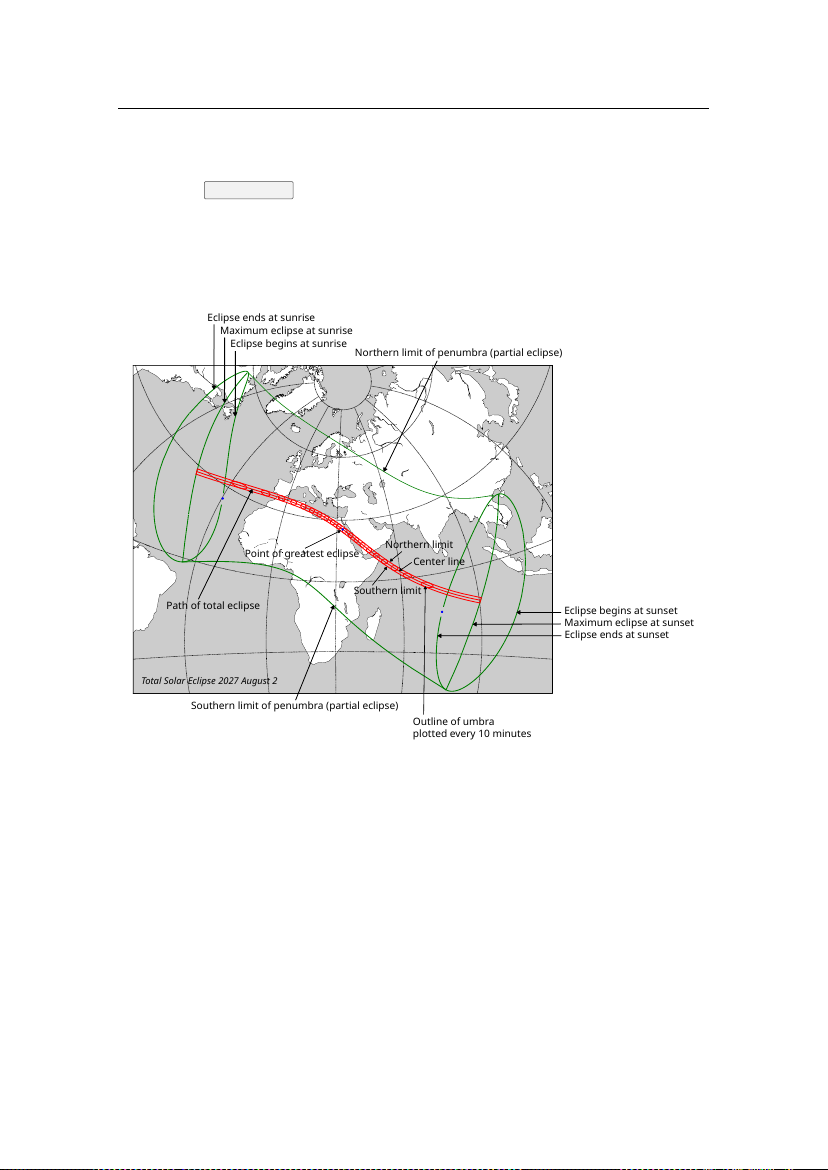 Eclipse ends at sunrise
Maximum eclipse at sunrise
Eclipse begins at sunrise
Northern limit of penumbra (partial eclipse)
Northern limit
Point of greatest eclipse
Center line
Southern limit
Path of total eclipse
Eclipse begins at sunset
Maximum eclipse at sunset
Eclipse ends at sunset
Total Solar Eclipse 2027 August 2
Southern limit of penumbra (partial eclipse)
Outline of umbra
plotted every 10 minutes